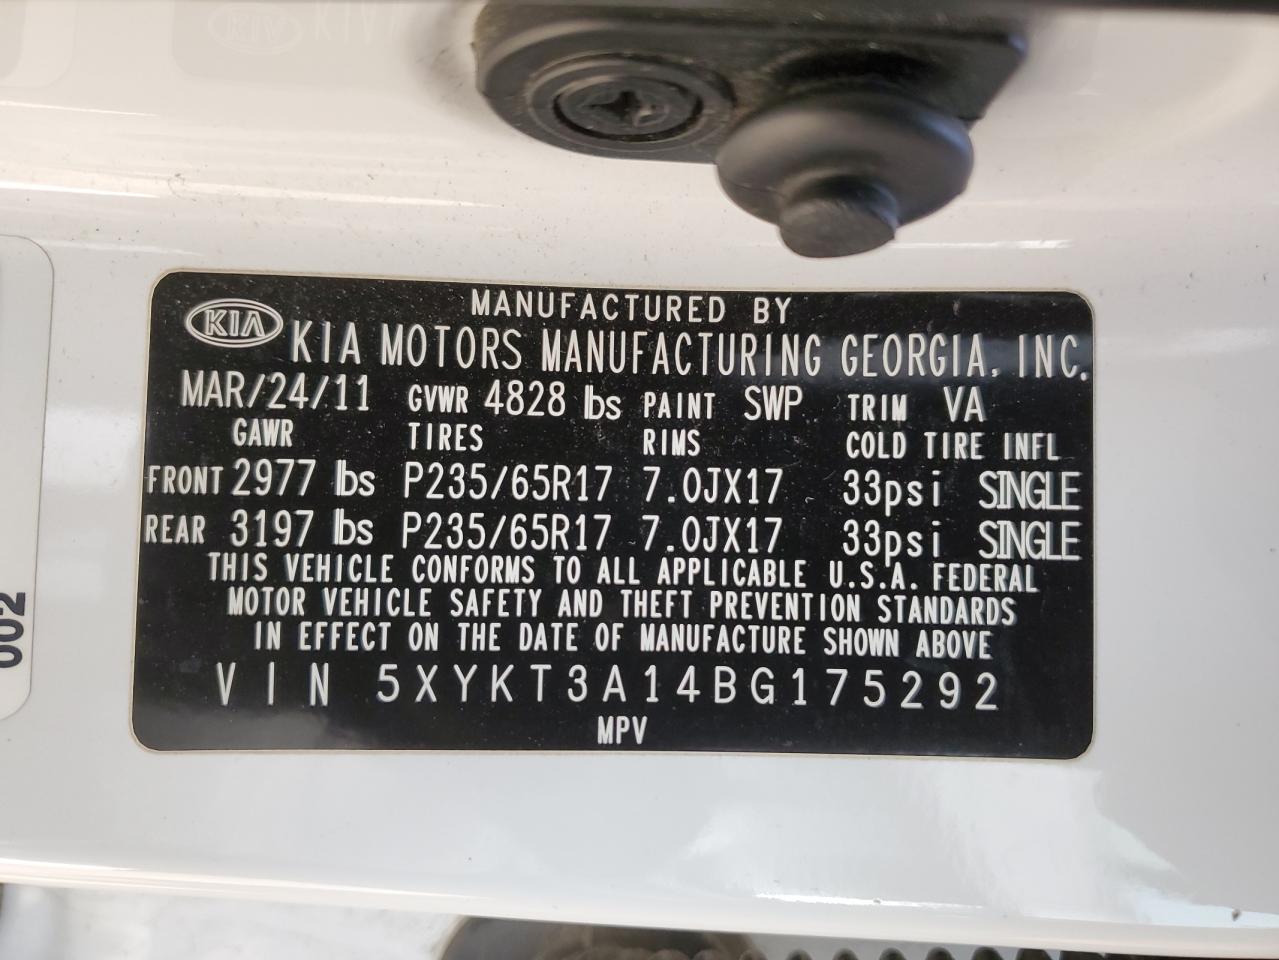 MANUFACTURED BY
KIA KIA MOTORS MANUFACTURING GEORGIA, INC.
MAR/24/11 GVWR 4828 lbs PAINT SWP TRIM VA
GAWR TIRES RIMS COLD TIRE INFL
FRONT 2977 lbs P235/65R17 7.0JX17 33psi SINGLE
REAR 3197 lbs P235/65R17 7.0JX17 33psi SINGLE
THIS VEHICLE CONFORMS TO ALL APPLICABLE U.S.A. FEDERAL
MOTOR VEHICLE SAFETY AND THEFT PREVENTION STANDARDS
IN EFFECT ON THE DATE OF MANUFACTURE SHOWN ABOVE
VIN 5XYKT3A14BG175292
MPV
002